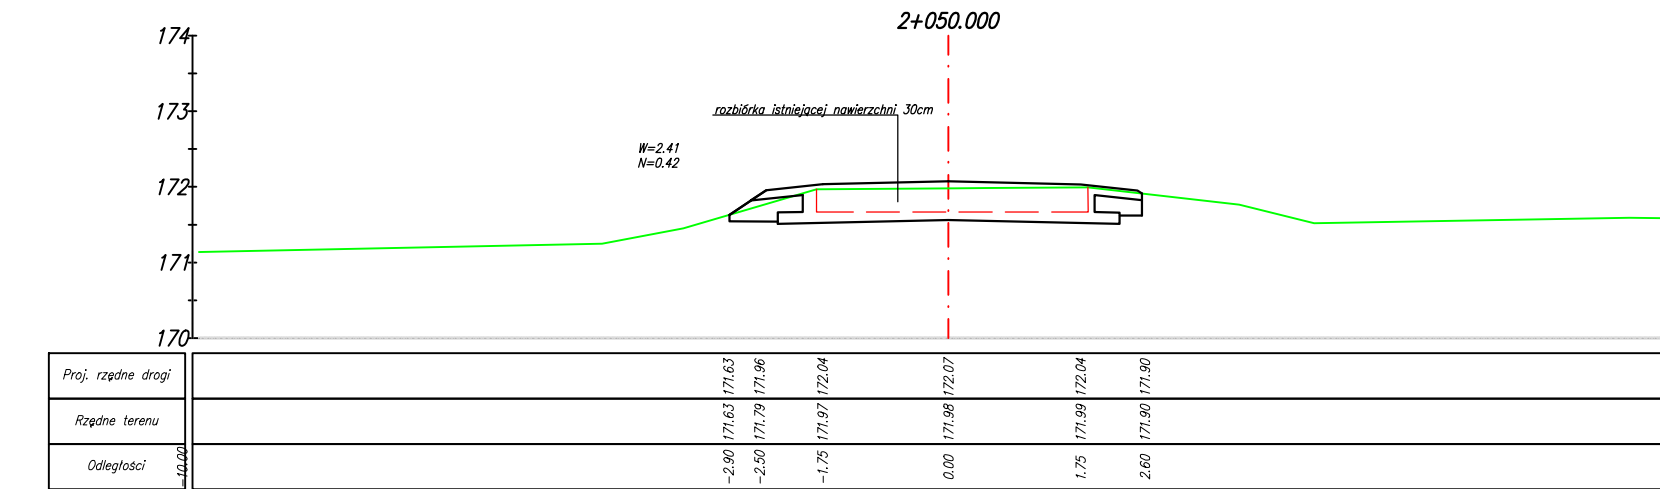 2+050.000
174
173
rozbiórka istniejącej nawierzchni 30cm
W=2.41
N=0.42
172
171
170
Proj. rzędne drogi 171.63 171.96 172.04 172.07 172.04 171.90
Rzędne terenu 171.63 171.79 171.97 171.98 171.99 171.90
Odległości -10.00 -2.90 -2.50 -1.75 0.00 1.75 2.60